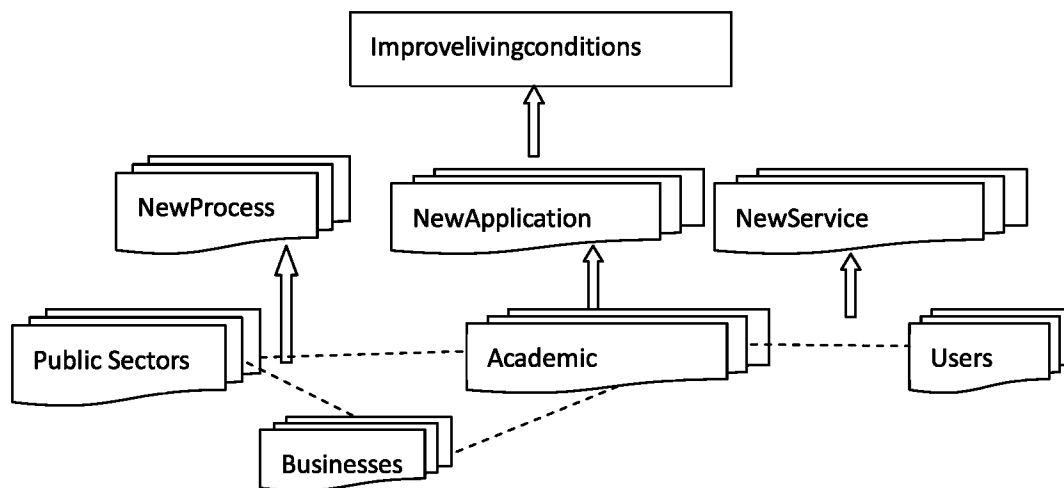 Improvelivingconditions
NewProcess
NewApplication
NewService
Public Sectors
Academic
Users
Businesses